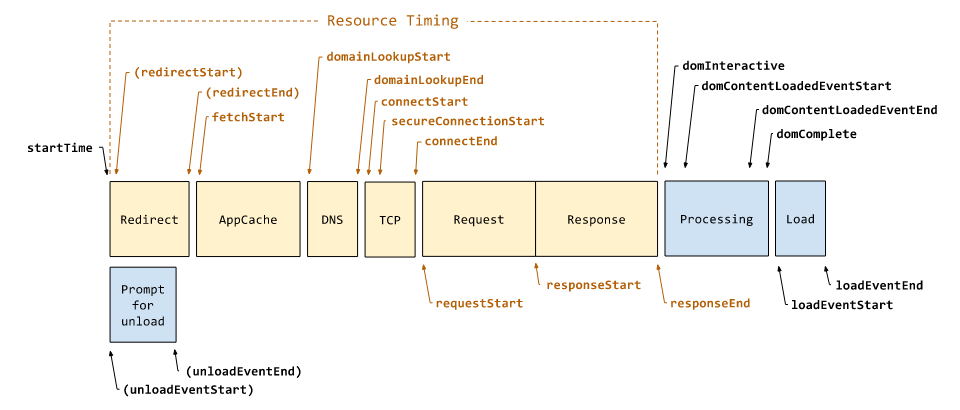 Resource Timing
domainLookupStart
(redirectStart)
domainLookupEnd
domInteractive
(redirectEnd)
connectStart
domContentLoadedEventStart
fetchStart
secureConnectionStart
domContentLoadedEventEnd
connectEnd
domComplete
startTime
Redirect
AppCache
DNS
TCP
Request
Response
Processing
Load
Prompt
for
unload
requestStart
responseStart
responseEnd
loadEventEnd
loadEventStart
(unloadEventEnd)
(unloadEventStart)